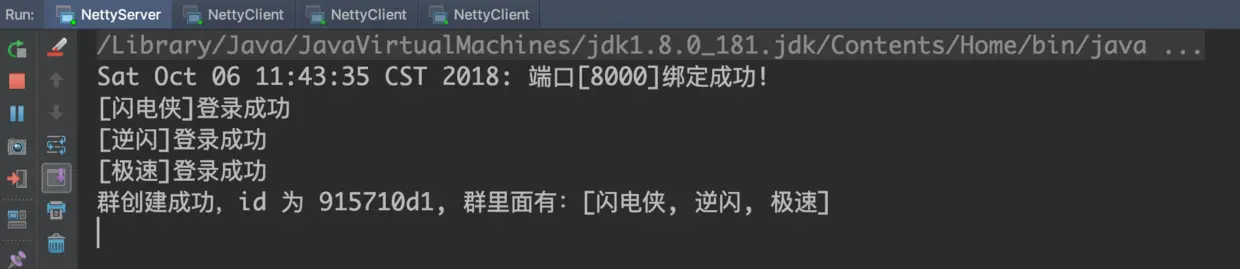 Run: NettyServer NettyClient NettyClient NettyClient
/Library/Java/JavaVirtualMachines/jdk1.8.0_181.jdk/Contents/Home/bin/java ...
Sat Oct 06 11:43:35 CST 2018: 端口[8000]绑定成功!
[闪电侠]登录成功
[逆闪]登录成功
[极速]登录成功
群创建成功，id 为 915710d1, 群里面有：[闪电侠, 逆闪, 极速]